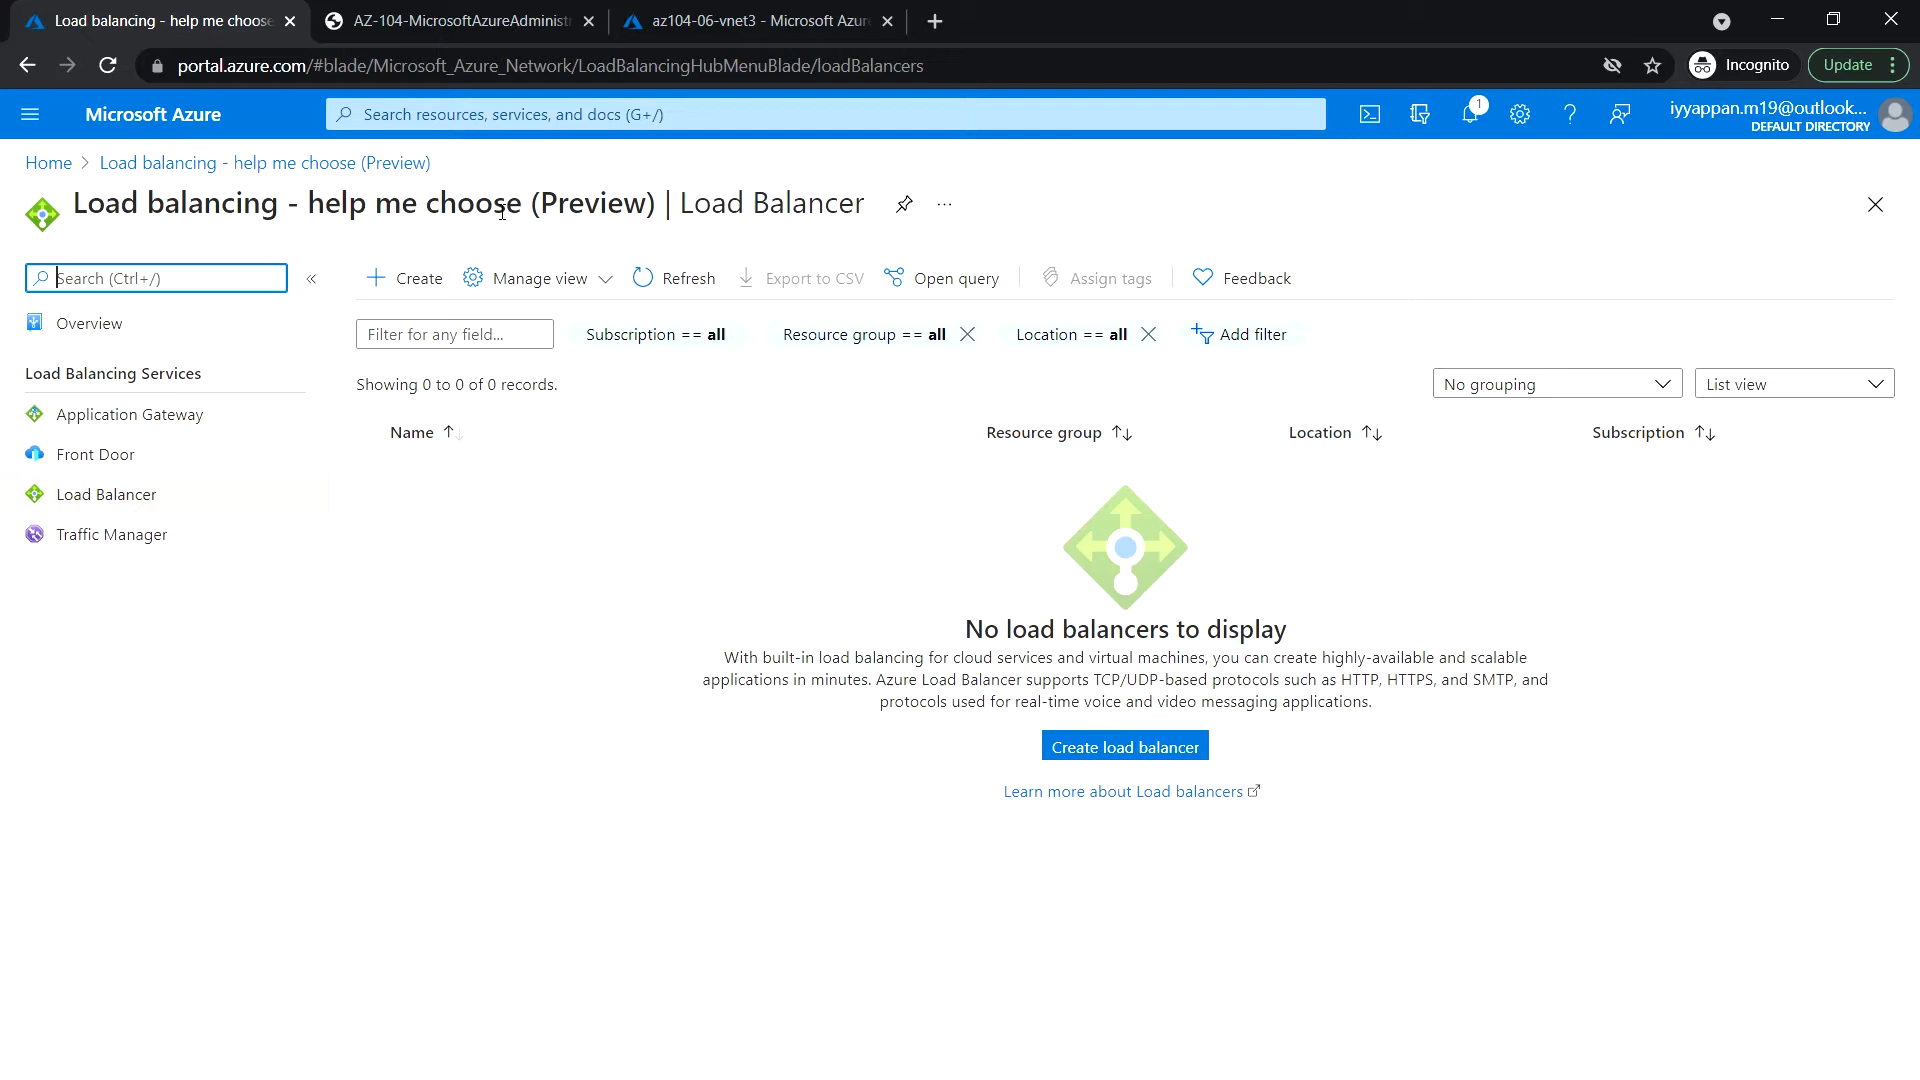 Load balancing - help me choose
AZ-104-MicrosoftAzureAdminist
az104-06-vnet3 - Microsoft Azur
portal.azure.com/#blade/Microsoft_Azure_Network/LoadBalancingHubMenuBlade/loadBalancers
Incognito
Update
Microsoft Azure
Search resources, services, and docs (G+/)
1
iyyappan.m19@outlook...
DEFAULT DIRECTORY
Home > Load balancing - help me choose (Preview)
Load balancing - help me choose (Preview) | Load Balancer
Search (Ctrl+/)
Create
Manage view
Refresh
Export to CSV
Open query
Assign tags
Feedback
Overview
Load Balancing Services
Application Gateway
Front Door
Load Balancer
Traffic Manager
Filter for any field...
Subscription == all
Resource group == all
Location == all
Add filter
Showing 0 to 0 of 0 records.
No grouping
List view
Name
Resource group
Location
Subscription
No load balancers to display
With built-in load balancing for cloud services and virtual machines, you can create highly-available and scalable
applications in minutes. Azure Load Balancer supports TCP/UDP-based protocols such as HTTP, HTTPS, and SMTP, and
protocols used for real-time voice and video messaging applications.
Create load balancer
Learn more about Load balancers